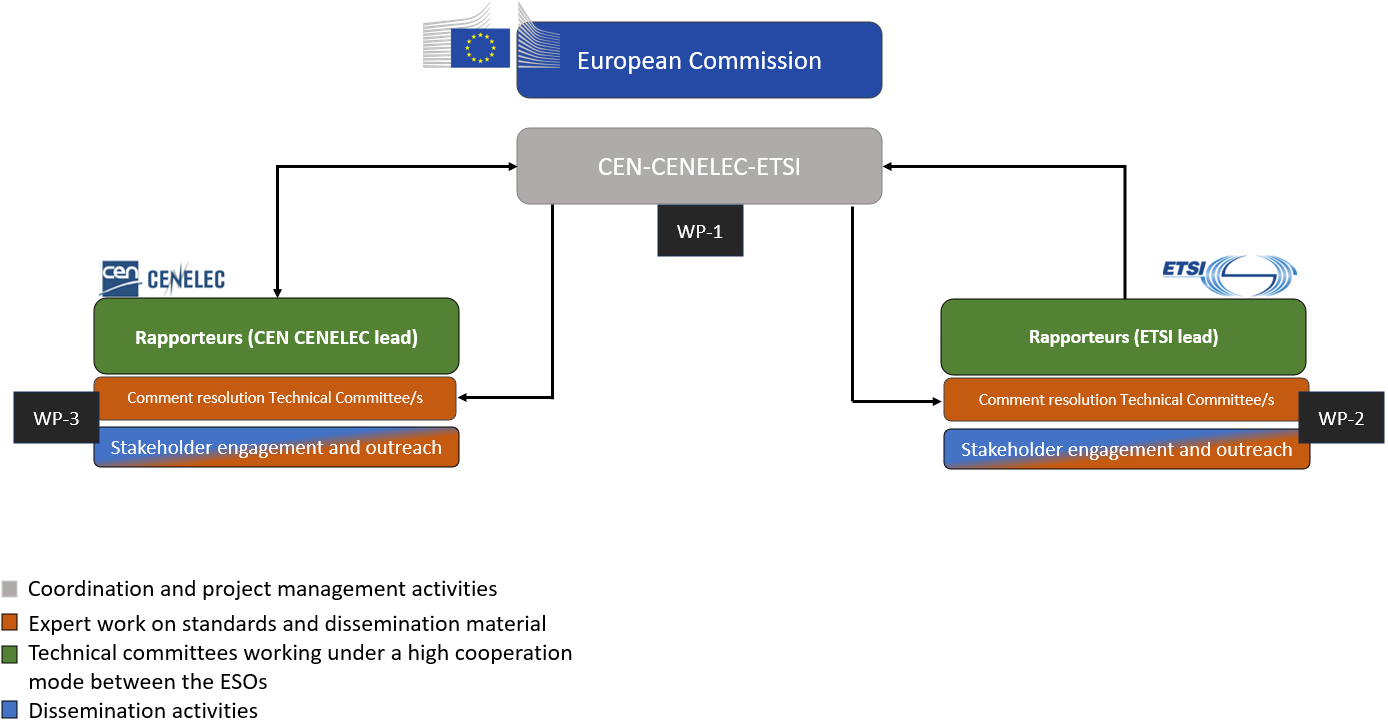 European Commission
CEN-CENELEC-ETSI
WP-1
cen CENELEC
ETSI
Rapporteurs (CEN CENELEC lead)
Rapporteurs (ETSI lead)
Comment resolution Technical Committee/s
Comment resolution Technical Committee/s
WP-3
WP-2
Stakeholder engagement and outreach
Stakeholder engagement and outreach
Coordination and project management activities
Expert work on standards and dissemination material
Technical committees working under a high cooperation
mode between the ESOs
Dissemination activities